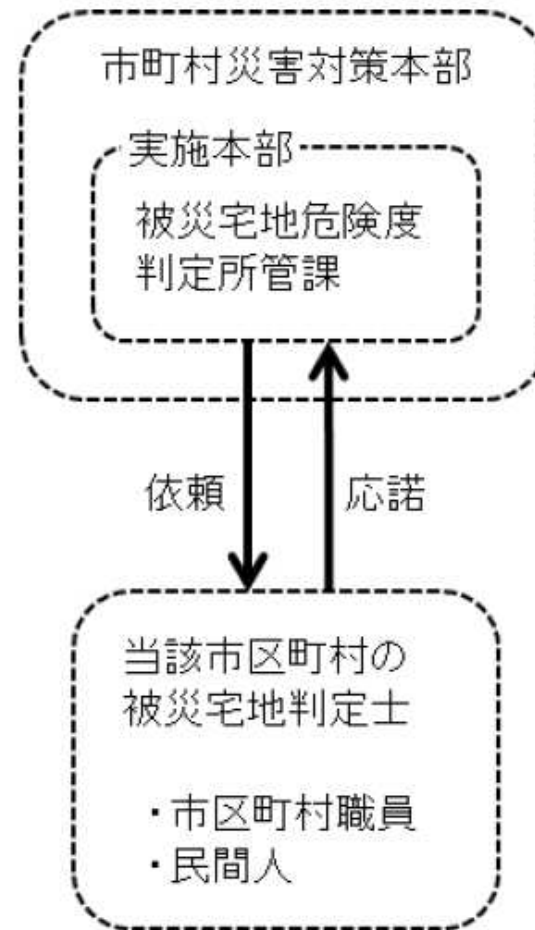 市町村災害対策本部
実施本部
被災宅地危険度
判定所管課
依頼
応諾
当該市区町村の
被災宅地判定士
・市区町村職員
・民間人